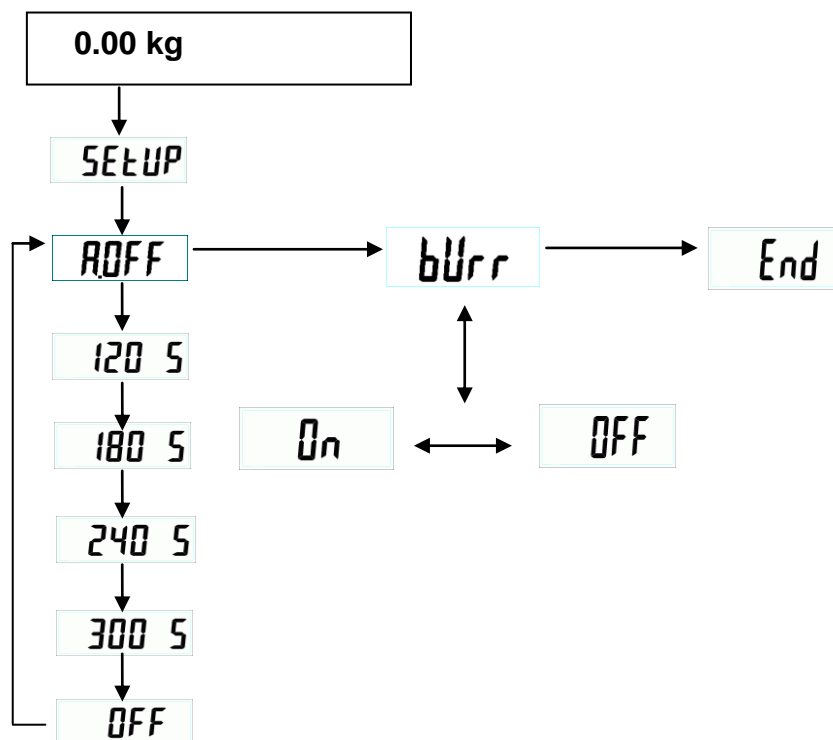 0.00 kg
SEtUP
A.OFF
bUrr
End
120 S
180 S
On
OFF
240 S
300 S
OFF